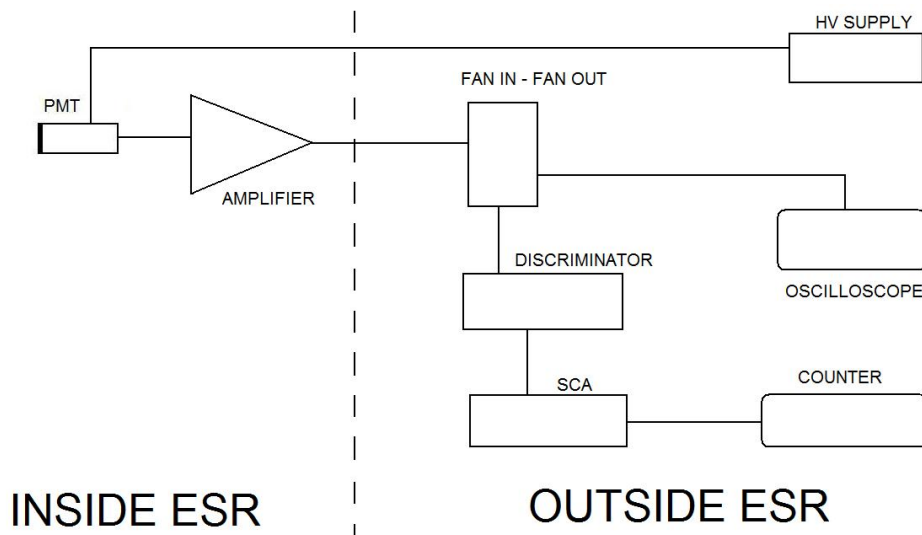 HV SUPPLY
FAN IN - FAN OUT
PMT
AMPLIFIER
DISCRIMINATOR
OSCILLOSCOPE
SCA
COUNTER
INSIDE ESR
OUTSIDE ESR